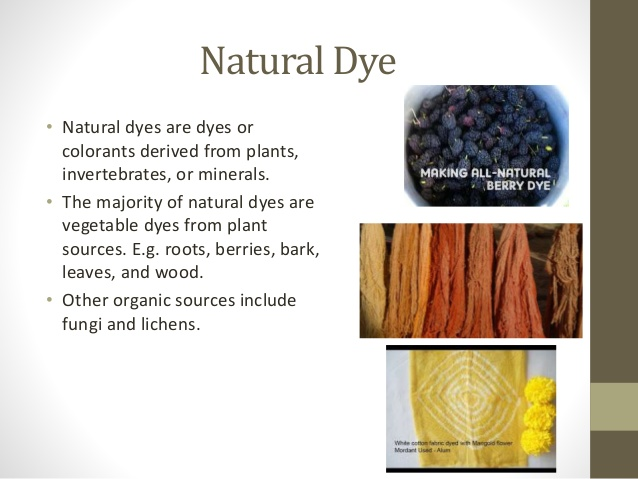 Natural Dye
• Natural dyes are dyes or
colorants derived from plants,
invertebrates, or minerals.
• The majority of natural dyes are
vegetable dyes from plant
sources. E.g. roots, berries, bark,
leaves, and wood.
• Other organic sources include
fungi and lichens.
MAKING ALL-NATURAL
BERRY DYE
White cotton fabric dyed with Marigold flower
Mordant Used - Alum